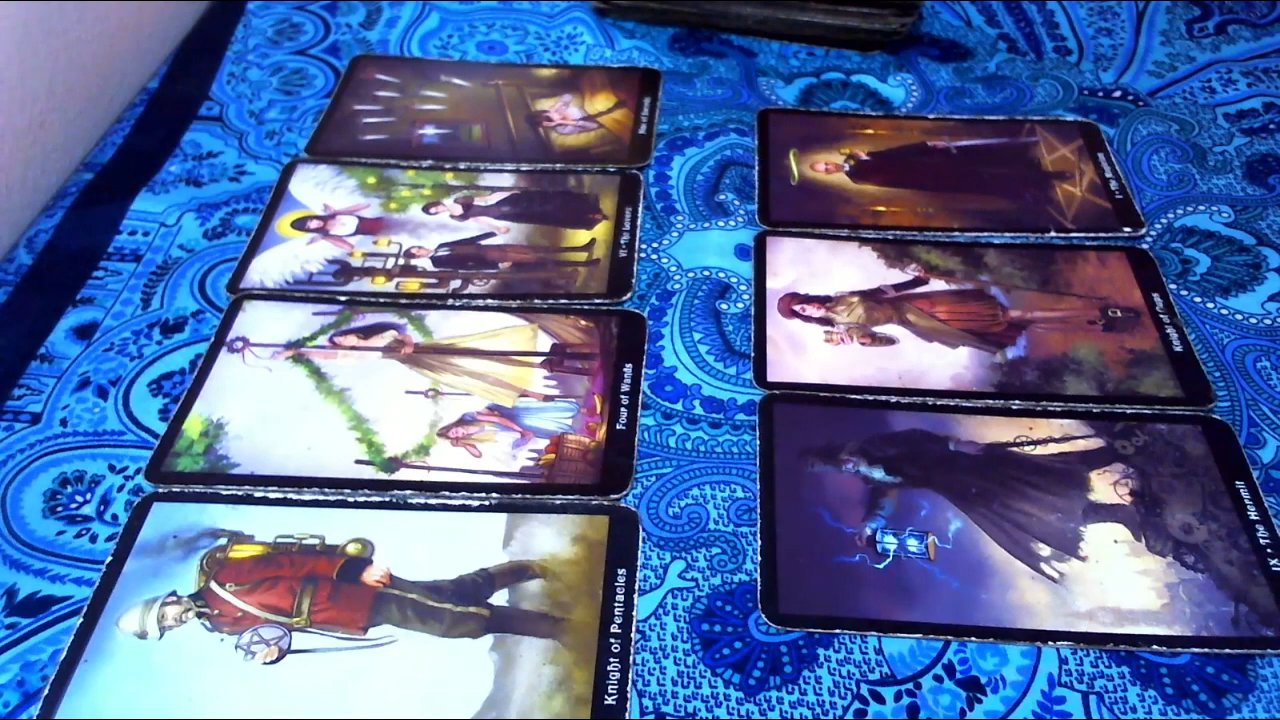 Nine of Swords
VI • The Lovers
Four of Wands
Knight of Pentacles
I • The Magician
Knight of Cups
IX • The Hermit